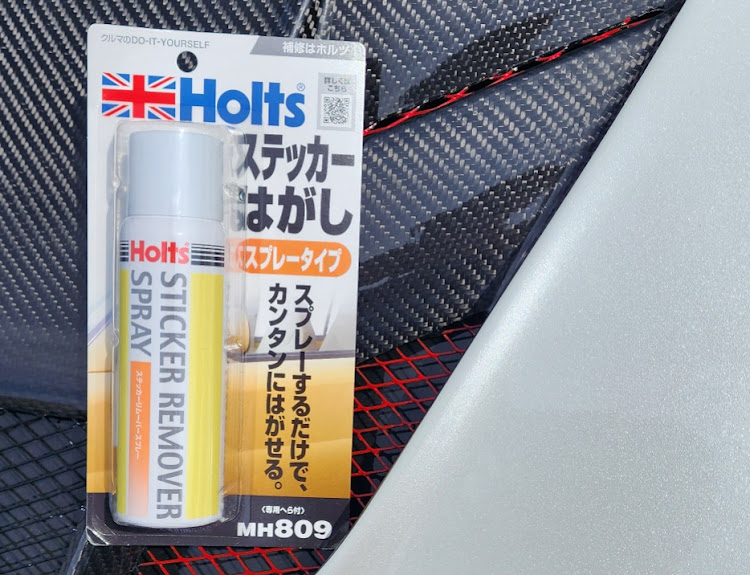 クルマのDO-IT-YOURSELF
補修はホルツ
Holts®
詳しくは
こちら
ステッカー
はがし
スプレータイプ
スプレーするだけで、
カンタンにはがせる。
Holts
STICKER REMOVER
SPRAY
ステッカーリムーバースプレー
〈専用へら付〉
MH809